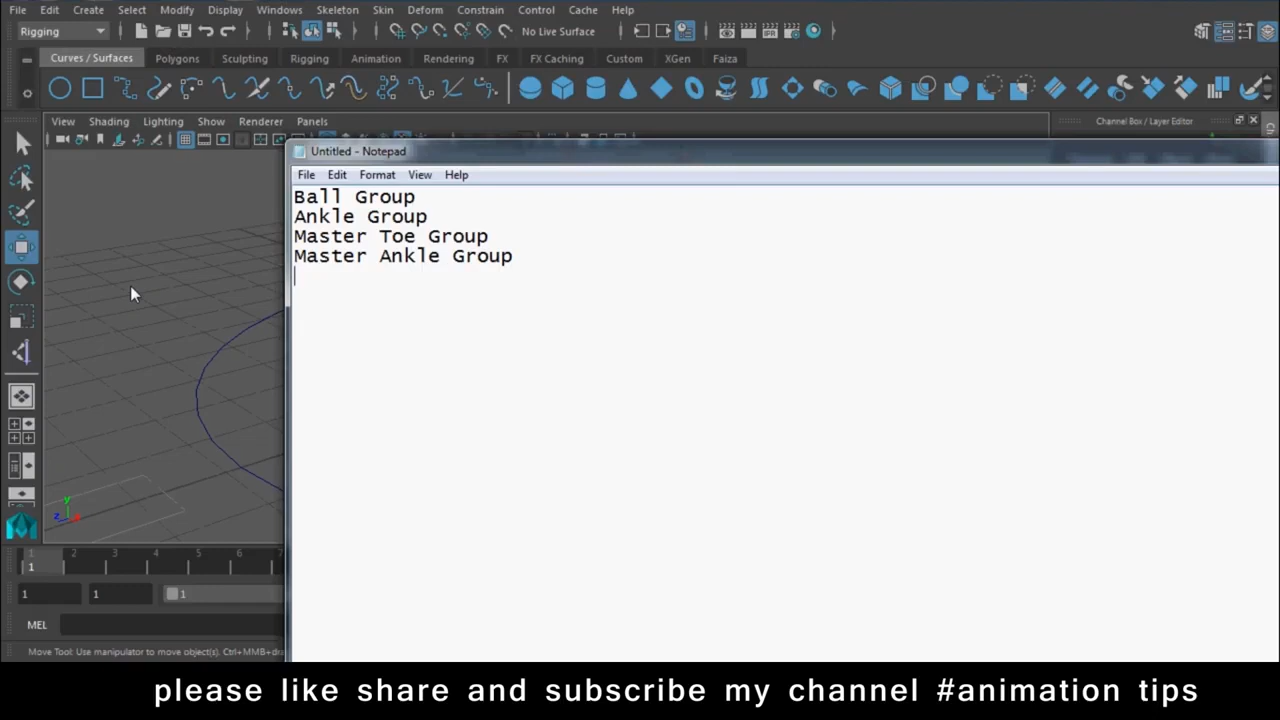 File Edit Create Select Modify Display Windows Skeleton Skin Deform Constrain Control Cache Help
Rigging No Live Surface
Curves / Surfaces Polygons Sculpting Rigging Animation Rendering FX FX Caching Custom XGen Faiza
View Shading Lighting Show Renderer Panels Channel Box / Layer Editor
Untitled - Notepad
File Edit Format View Help
Ball Group
Ankle Group
Master Toe Group
Master Ankle Group
y
z x
1 2 3 4 5 6 7
1
1 1 1
MEL
Move Tool: Use manipulator to move object(s). Ctrl+MMB+dra
please like share and subscribe my channel #animation tips